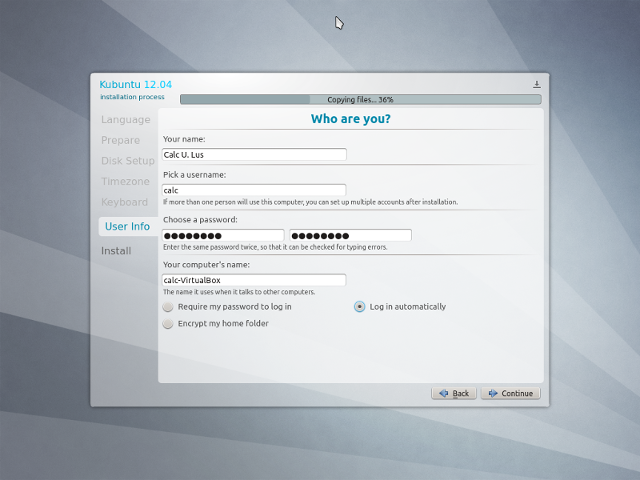 Kubuntu 12.04
installation process
Copying files... 36%
Language
Prepare
Disk Setup
Timezone
Keyboard
User Info
Install
Who are you?
Your name:
Calc U. Lus
Pick a username:
calc
If more than one person will use this computer, you can set up multiple accounts after installation.
Choose a password:
●●●●●●●● ●●●●●●●●
Enter the same password twice, so that it can be checked for typing errors.
Your computer's name:
calc-VirtualBox
The name it uses when it talks to other computers.
Require my password to log in Log in automatically
Encrypt my home folder
Back Continue